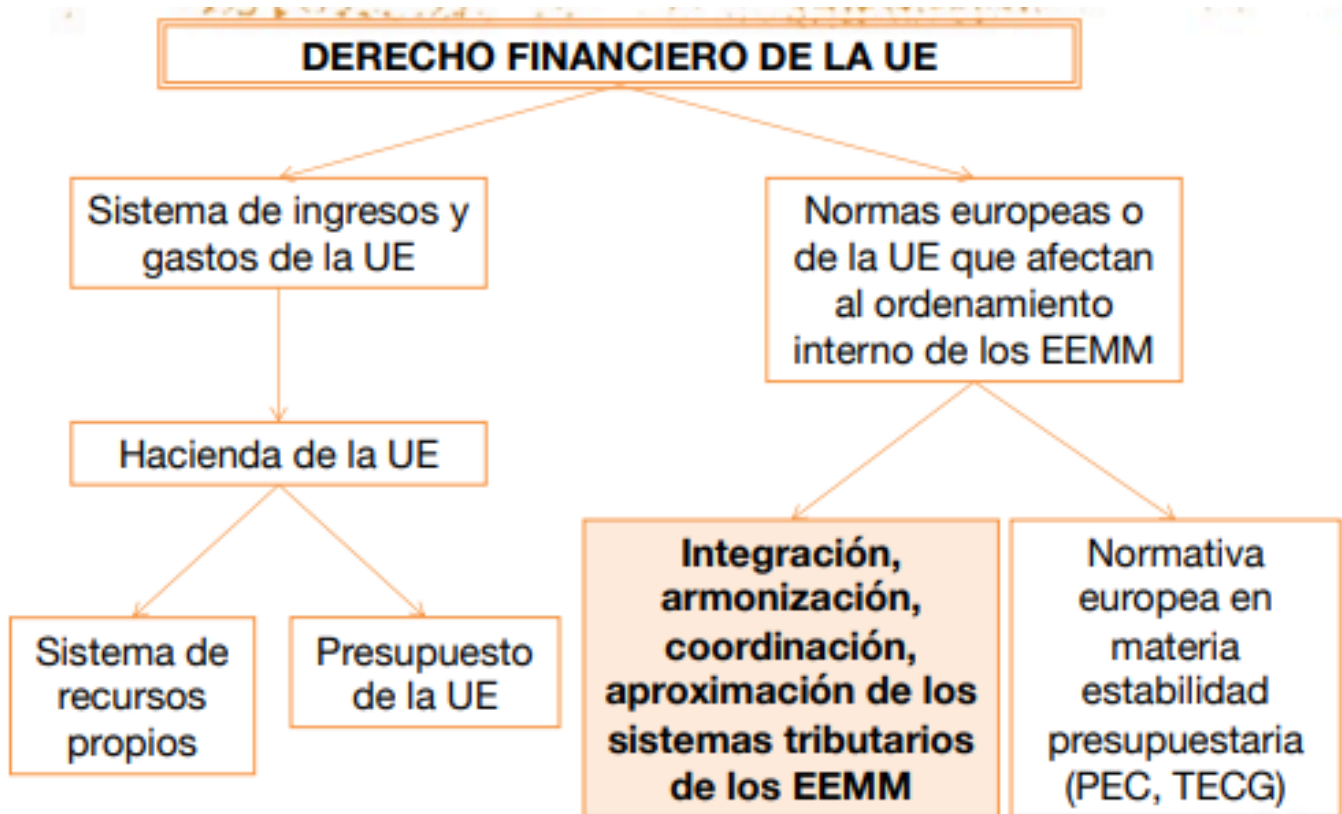 DERECHO FINANCIERO DE LA UE
Sistema de ingresos y
gastos de la UE
Normas europeas o
de la UE que afectan
al ordenamiento
interno de los EEMM
Hacienda de la UE
Sistema de
recursos
propios
Presupuesto
de la UE
Integración,
armonización,
coordinación,
aproximación de los
sistemas tributarios
de los EEMM
Normativa
europea en
materia
estabilidad
presupuestaria
(PEC, TECG)